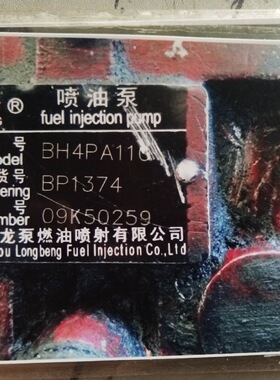 ® 喷油泵
fuel injection pump
号
odel BH4PA110
货号
ering BP1374
号
mber 09K50259
龙泵燃油喷射有限公司
ou Longbeng Fuel Injection Co.,Ltd